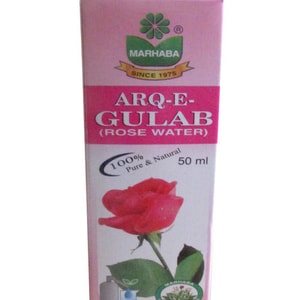 MARHABA
®
SINCE 1975
ARQ-E-
GULAB
(ROSE WATER)
100%
Pure & Natural
50 ml